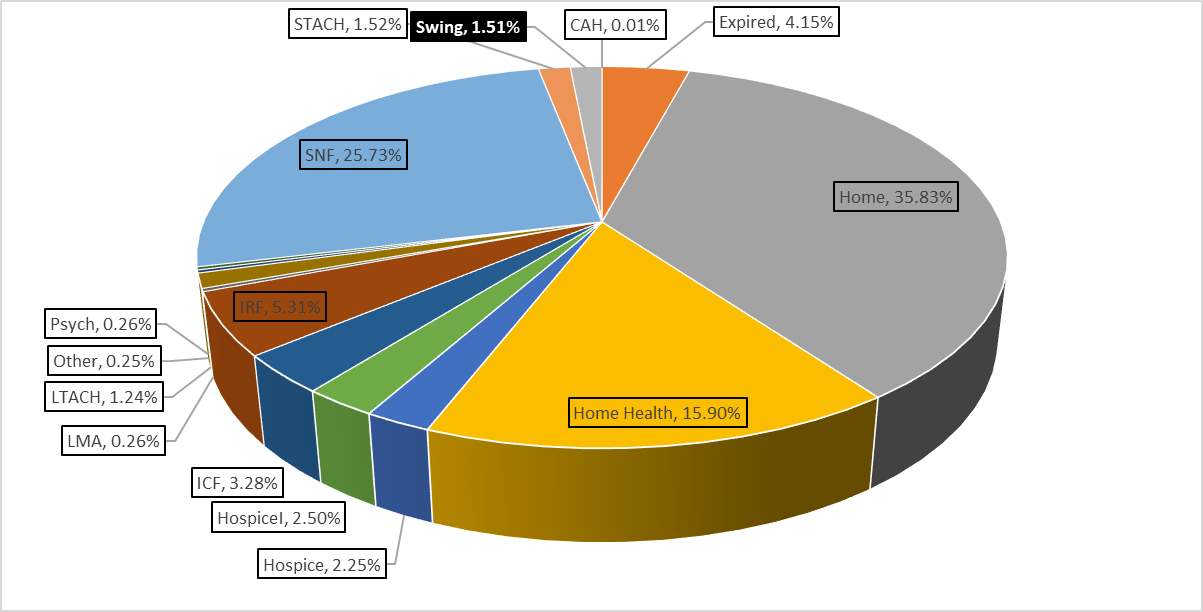 STACH, 1.52%
Swing, 1.51%
CAH, 0.01%
Expired, 4.15%
SNF, 25.73%
Home, 35.83%
IRF, 5.31%
Psych, 0.26%
Other, 0.25%
LTACH, 1.24%
LMA, 0.26%
Home Health, 15.90%
ICF, 3.28%
HospiceI, 2.50%
Hospice, 2.25%